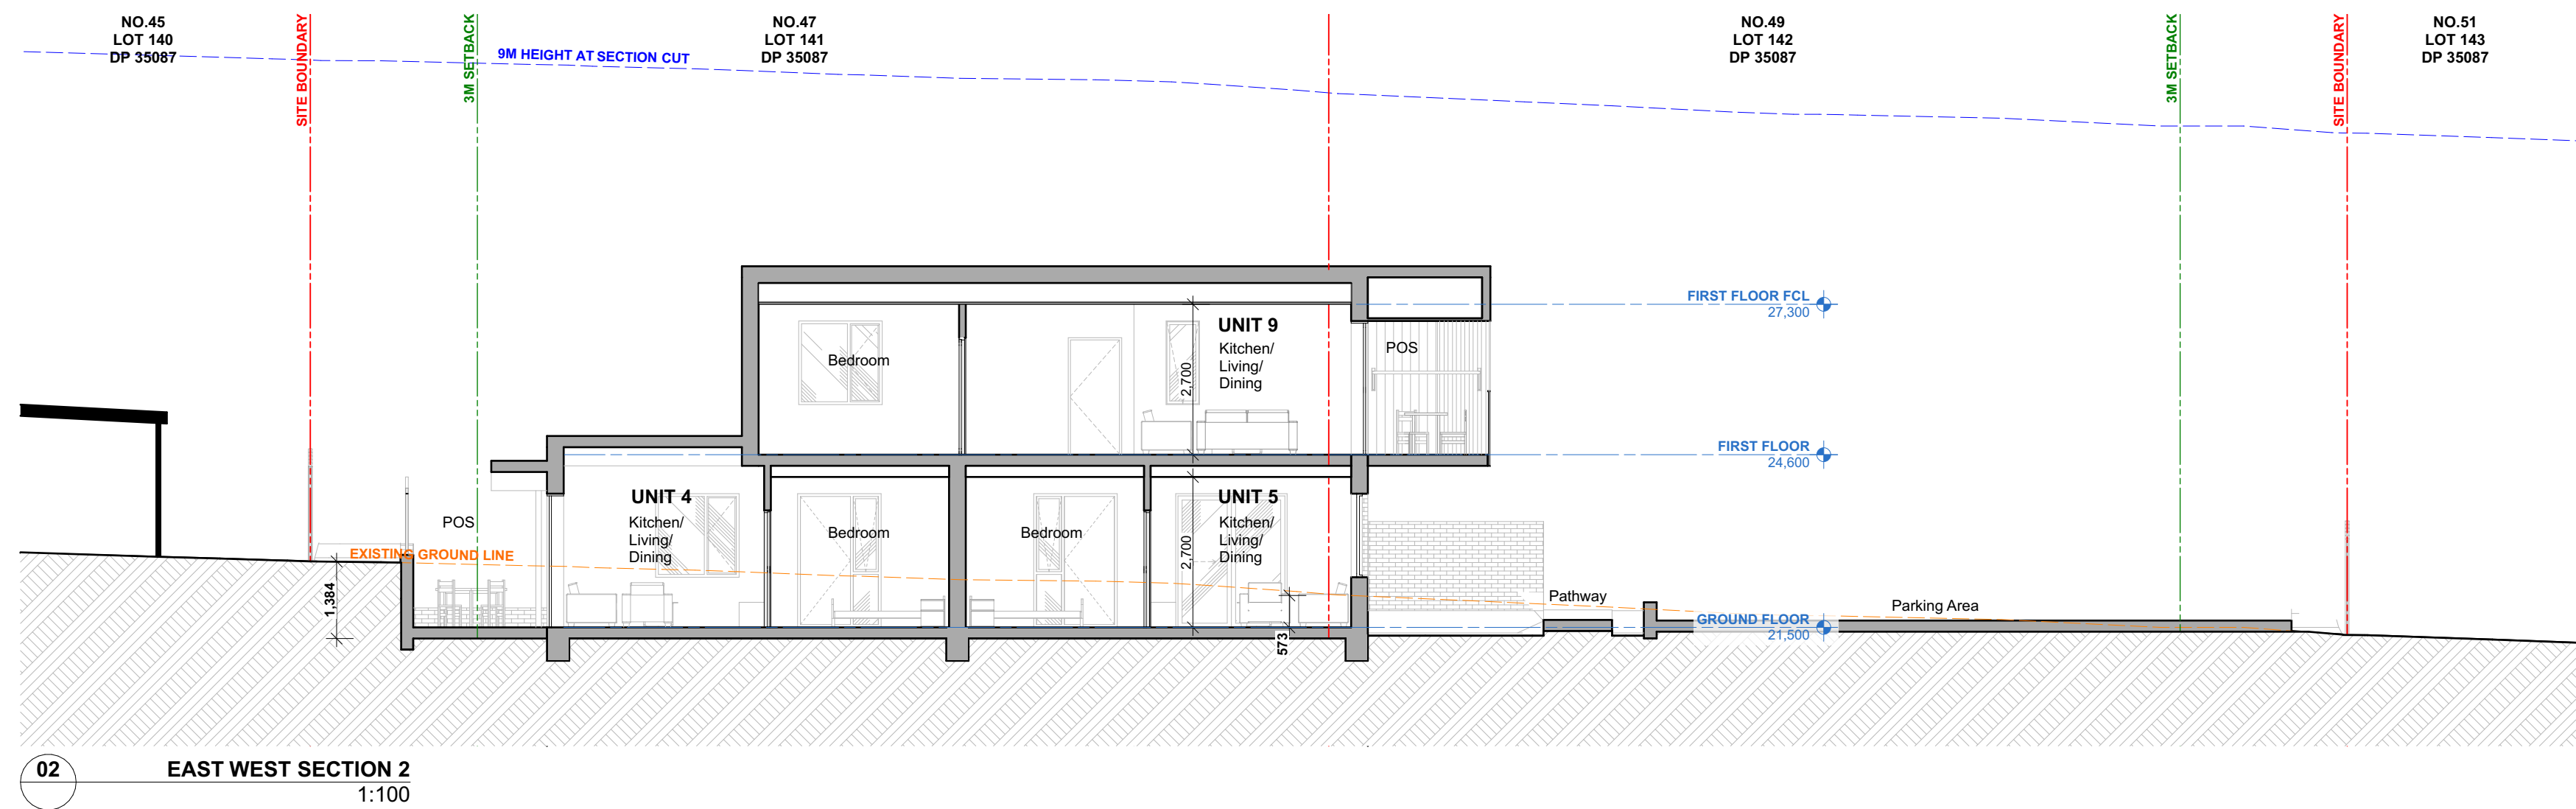 NO.45
LOT 140
DP 35087
SITE BOUNDARY
3M SETBACK
9M HEIGHT AT SECTION CUT
NO.47
LOT 141
DP 35087
NO.49
LOT 142
DP 35087
3M SETBACK
SITE BOUNDARY
NO.51
LOT 143
DP 35087
FIRST FLOOR FCL
27,300
UNIT 9
Kitchen/
Living/
Dining
Bedroom
2,700
POS
FIRST FLOOR
24,600
UNIT 4
Kitchen/
Living/
Dining
UNIT 5
Kitchen/
Living/
Dining
POS
Bedroom
Bedroom
2,700
EXISTING GROUND LINE
1,384
573
Pathway
Parking Area
GROUND FLOOR
21,500
02
EAST WEST SECTION 2
1:100